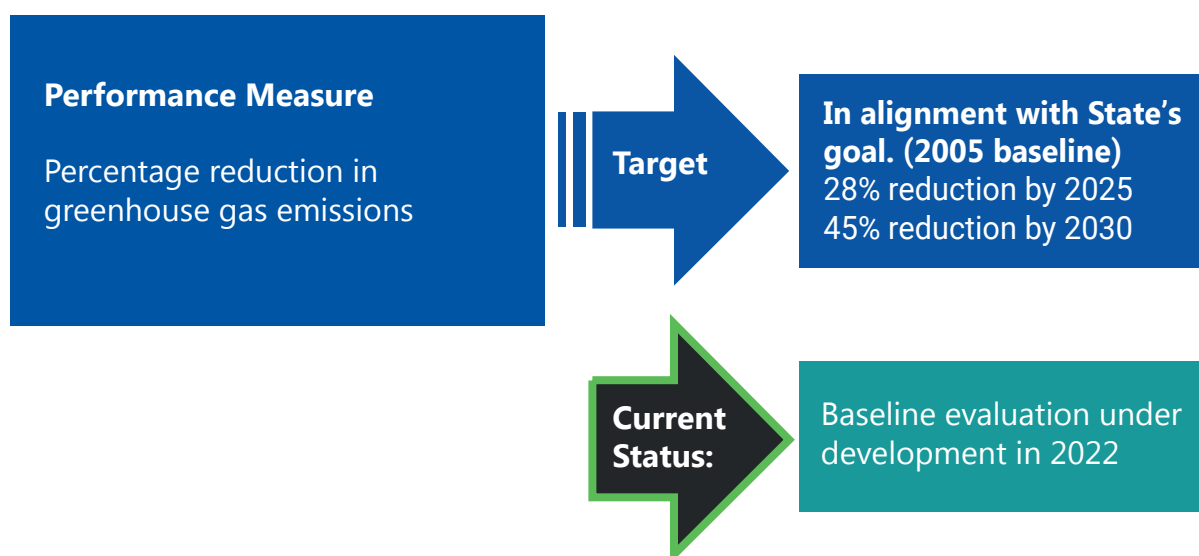 Performance Measure
Percentage reduction in
greenhouse gas emissions
Target
In alignment with State’s
goal. (2005 baseline)
28% reduction by 2025
45% reduction by 2030
Current
Status:
Baseline evaluation under
development in 2022